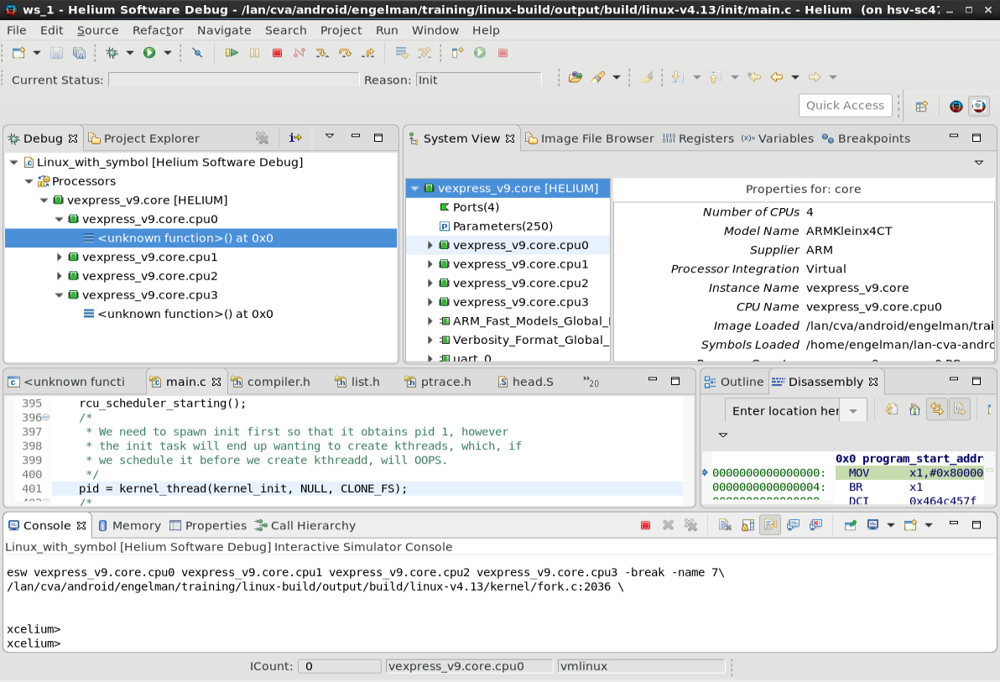 ws_1 - Helium Software Debug - /lan/cva/android/engelman/training/linux-build/output/build/linux-v4.13/init/main.c - Helium (on hsv-sc47
File Edit Source Refactor Navigate Search Project Run Window Help
Current Status: Reason: Init
Quick Access
Debug Project Explorer
Linux_with_symbol [Helium Software Debug]
Processors
vexpress_v9.core [HELIUM]
vexpress_v9.core.cpu0
<unknown function>() at 0x0
vexpress_v9.core.cpu1
vexpress_v9.core.cpu2
vexpress_v9.core.cpu3
<unknown function>() at 0x0
System View Image File Browser Registers Variables Breakpoints
vexpress_v9.core [HELIUM]
Ports(4)
Parameters(250)
vexpress_v9.core.cpu0
vexpress_v9.core.cpu1
vexpress_v9.core.cpu2
vexpress_v9.core.cpu3
ARM_Fast_Models_Global_
Verbosity_Format_Global_
uart_0
Properties for: core
Number of CPUs 4
Model Name ARMKleinx4CT
Supplier ARM
Processor Integration Virtual
Instance Name vexpress_v9.core
CPU Name vexpress_v9.core.cpu0
Image Loaded /lan/cva/android/engelman/trai
Symbols Loaded /home/engelman/lan-cva-andro
<unknown functi main.c compiler.h list.h ptrace.h head.S »20
395 rcu_scheduler_starting();
396 /*
397 * We need to spawn init first so that it obtains pid 1, however
398 * the init task will end up wanting to create kthreads, which, if
399 * we schedule it before we create kthreadd, will OOPS.
400 */
401 pid = kernel_thread(kernel_init, NULL, CLONE_FS);
402 /*
Outline Disassembly
Enter location her
0x0 program_start_addr
0000000000000000: MOV x1,#0x80000
0000000000000004: BR x1
0000000000000008: DCI 0x464c457f
Console Memory Properties Call Hierarchy
Linux_with_symbol [Helium Software Debug] Interactive Simulator Console
esw vexpress_v9.core.cpu0 vexpress_v9.core.cpu1 vexpress_v9.core.cpu2 vexpress_v9.core.cpu3 -break -name 7\
/lan/cva/android/engelman/training/linux-build/output/build/linux-v4.13/kernel/fork.c:2036 \
xcelium>
xcelium>
ICount: 0 vexpress_v9.core.cpu0 vmlinux